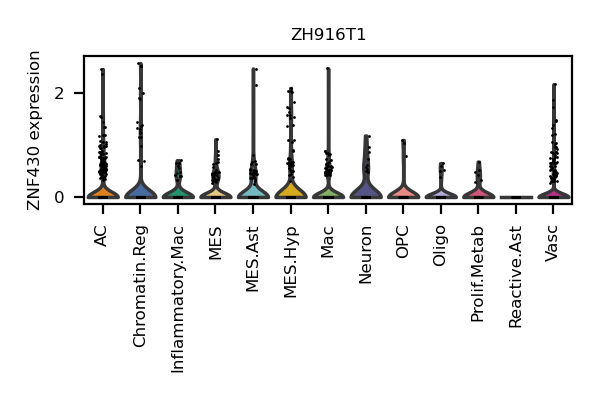 ZH916T1
ZNF430 expression
2
0
AC
Chromatin.Reg
Inflammatory.Mac
MES
MES.Ast
MES.Hyp
Mac
Neuron
OPC
Oligo
Prolif.Metab
Reactive.Ast
Vasc